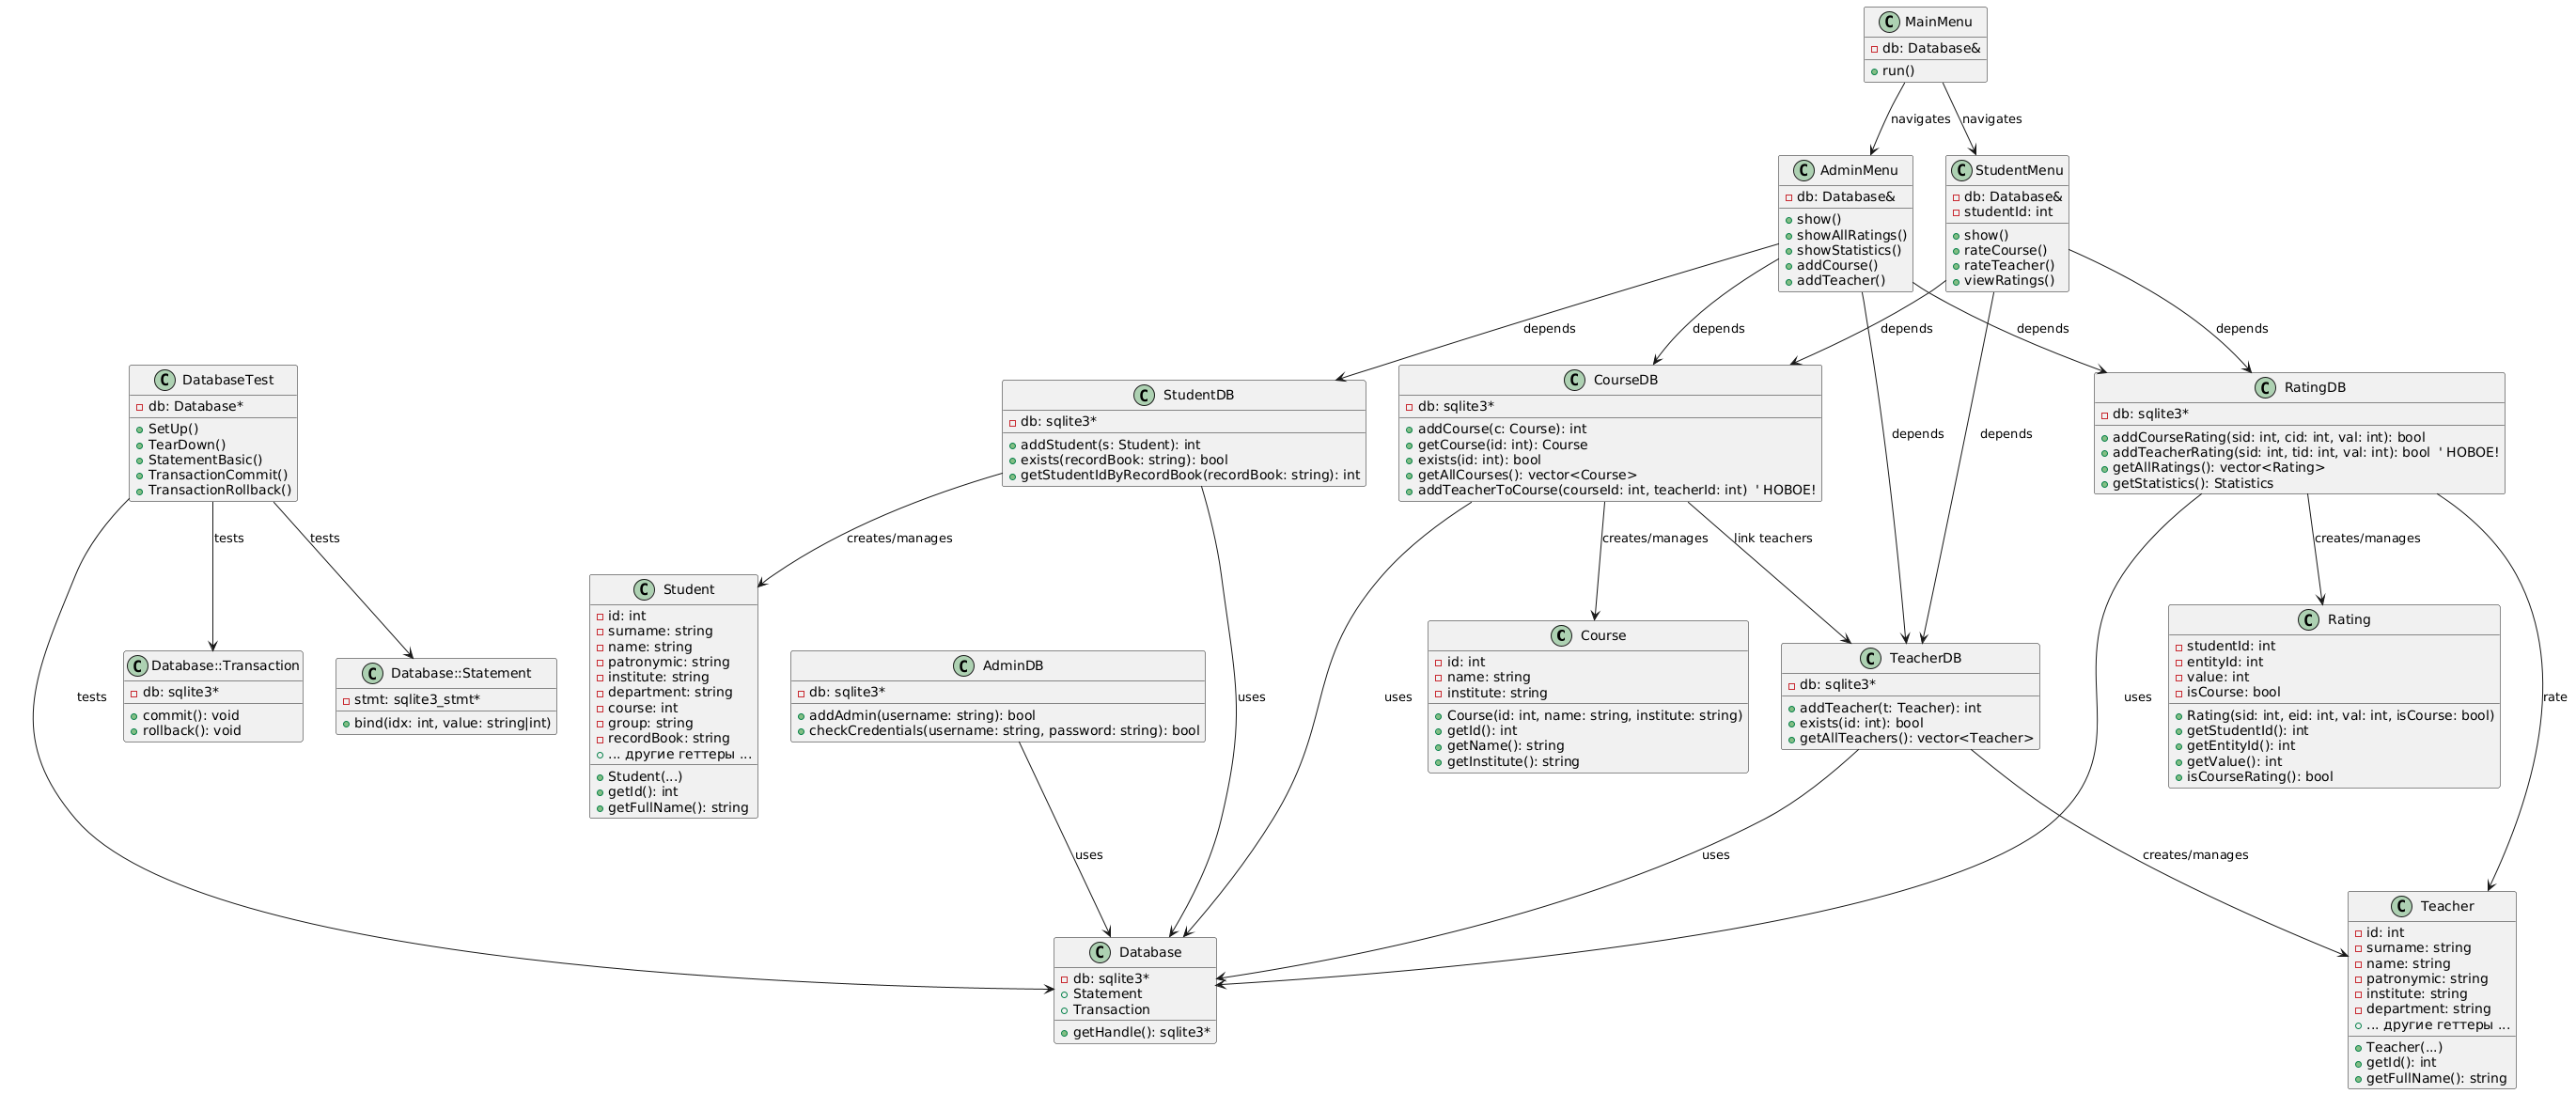 MainMenu
db: Database&
run()
navigates
navigates
AdminMenu
db: Database&
show()
showAllRatings()
showStatistics()
addCourse()
addTeacher()
StudentMenu
db: Database&
studentId: int
show()
rateCourse()
rateTeacher()
viewRatings()
depends
depends
depends
depends
depends
DatabaseTest
db: Database*
SetUp()
TearDown()
StatementBasic()
TransactionCommit()
TransactionRollback()
StudentDB
db: sqlite3*
addStudent(s: Student): int
exists(recordBook: string): bool
getStudentIdByRecordBook(recordBook: string): int
CourseDB
db: sqlite3*
addCourse(c: Course): int
getCourse(id: int): Course
exists(id: int): bool
getAllCourses(): vector<Course>
addTeacherToCourse(courseId: int, teacherId: int)  ' НОВОЕ!
depends
depends
RatingDB
db: sqlite3*
addCourseRating(sid: int, cid: int, val: int): bool
addTeacherRating(sid: int, tid: int, val: int): bool  ' НОВОЕ!
getAllRatings(): vector<Rating>
getStatistics(): Statistics
tests
tests
creates/manages
creates/manages
link teachers
creates/manages
Student
id: int
surname: string
name: string
patronymic: string
institute: string
department: string
course: int
group: string
recordBook: string
... другие геттеры ...
Student(...)
getId(): int
getFullName(): string
tests
Database::Transaction
db: sqlite3*
commit(): void
rollback(): void
Database::Statement
stmt: sqlite3_stmt*
bind(idx: int, value: string|int)
AdminDB
db: sqlite3*
addAdmin(username: string): bool
checkCredentials(username: string, password: string): bool
uses
uses
Course
id: int
name: string
institute: string
Course(id: int, name: string, institute: string)
getId(): int
getName(): string
getInstitute(): string
TeacherDB
db: sqlite3*
addTeacher(t: Teacher): int
exists(id: int): bool
getAllTeachers(): vector<Teacher>
uses
Rating
studentId: int
entityId: int
value: int
isCourse: bool
Rating(sid: int, eid: int, val: int, isCourse: bool)
getStudentId(): int
getEntityId(): int
getValue(): int
isCourseRating(): bool
rate
uses
uses
creates/manages
Database
db: sqlite3*
Statement
Transaction
getHandle(): sqlite3*
Teacher
id: int
surname: string
name: string
patronymic: string
institute: string
department: string
... другие геттеры ...
Teacher(...)
getId(): int
getFullName(): string